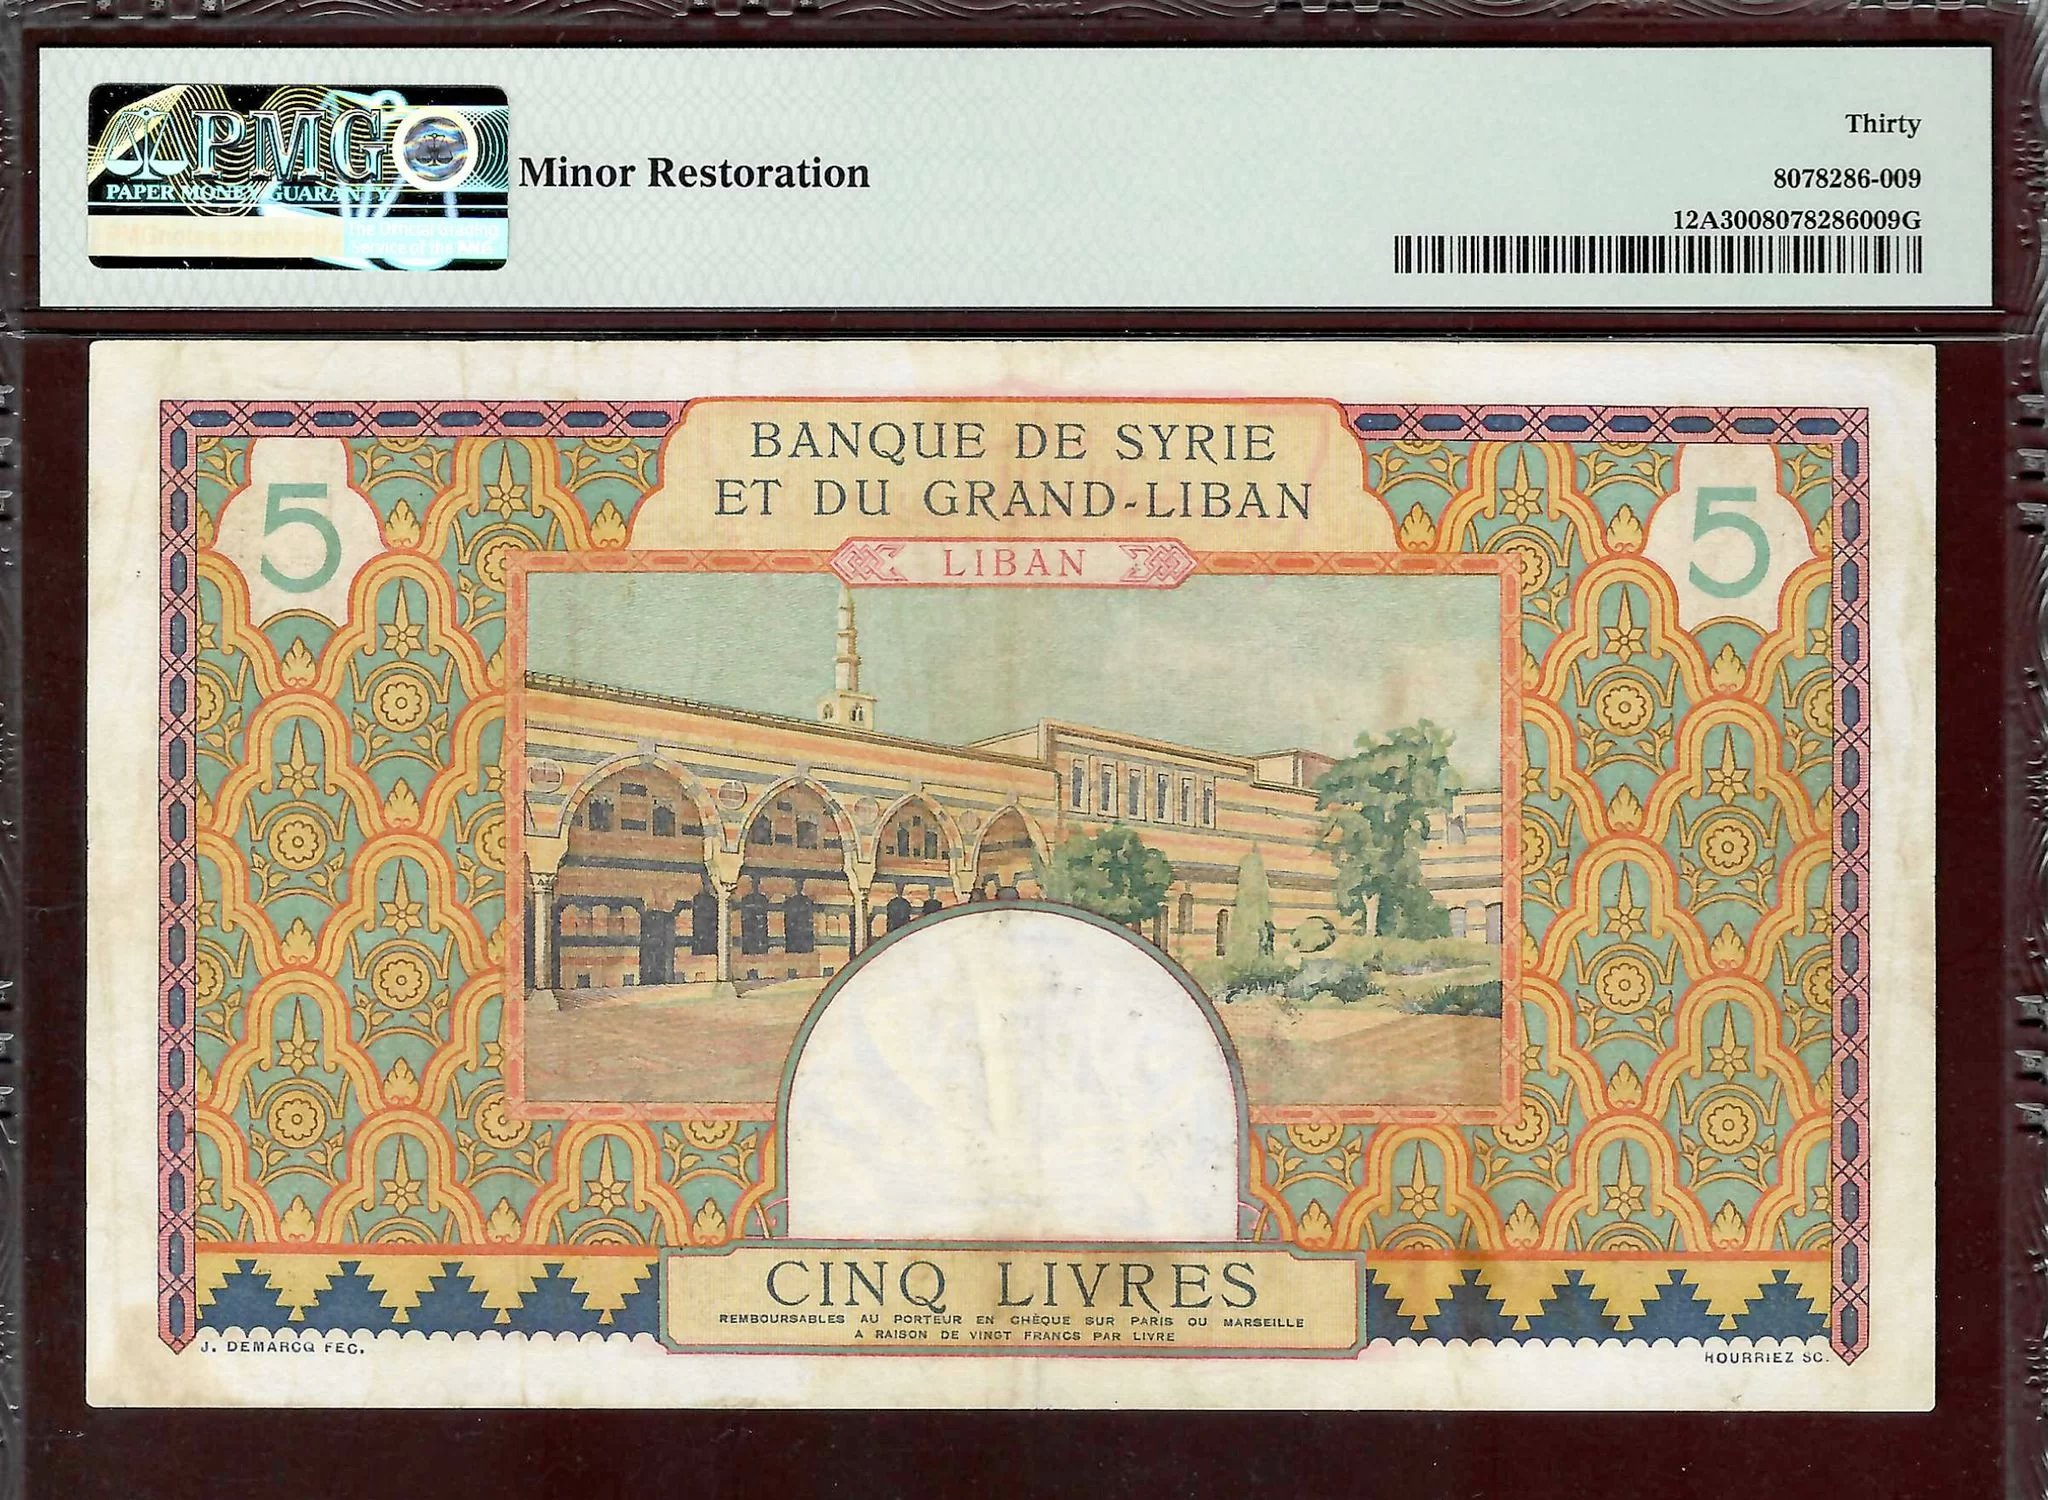 PMG
PAPER MONEY GUARANTY
The Official Grading
Service of the ANA
Minor Restoration
Thirty
8078286-009
12A3008078286009G
BANQUE DE SYRIE
ET DU GRAND-LIBAN
LIBAN
5
5
CINQ LIVRES
REMBOURSABLES AU PORTEUR EN CHÈQUE SUR PARIS OU MARSEILLE
A RAISON DE VINGT FRANCS PAR LIVRE
J. DEMARCQ FEC.
HOURRIEZ SC.